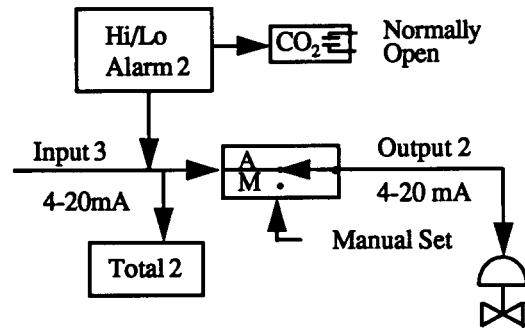 Hi/Lo
Alarm 2
CO₂
Normally
Open
Input 3
4-20mA
A
M
Output 2
4-20 mA
Manual Set
Total 2